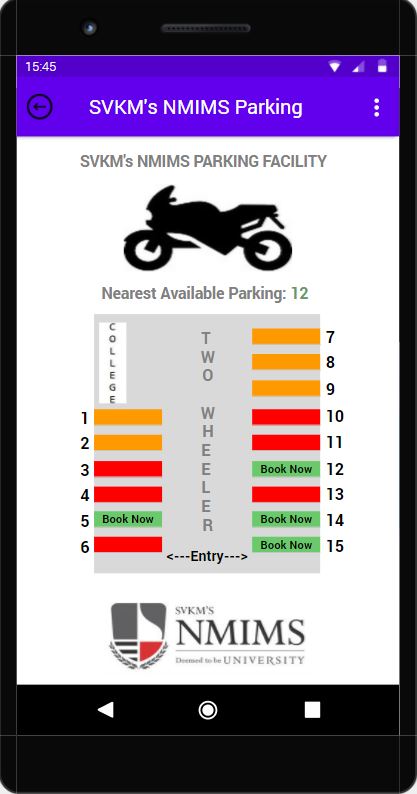 15:45
SVKM's NMIMS Parking
SVKM's NMIMS PARKING FACILITY
Nearest Available Parking: 12
COLLEGE
TWO WHEELER
7
8
9
1
10
2
11
3
Book Now
12
4
13
5
Book Now
Book Now
14
6
Book Now
15
<---Entry--->
SVKM'S
NMIMS
Deemed to be UNIVERSITY